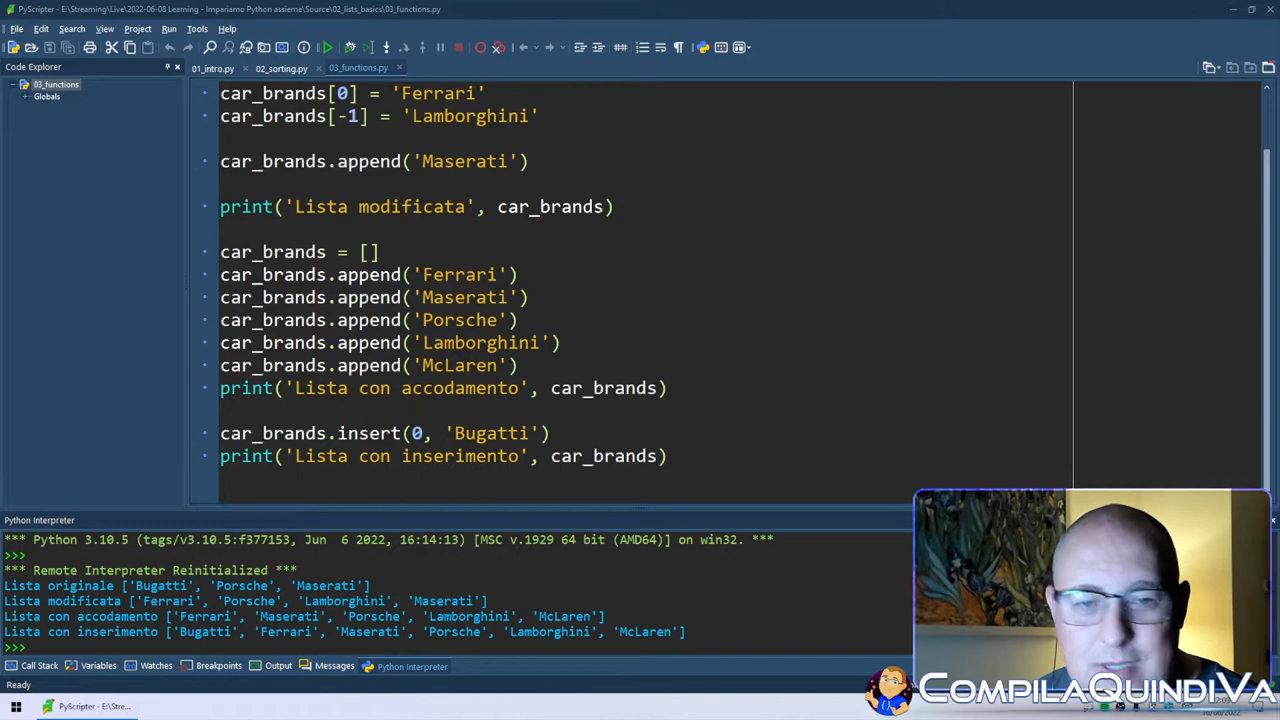 PyScripter - E:\Streaming\Live\2022-06-08 Learning - Impariamo Python assieme\Source\02_lists_basics\03_functions.py
File Edit Search View Project Run Tools Help
Code Explorer
01_intro.py 02_sorting.py 03_functions.py
03_functions
Globals
car_brands[0] = 'Ferrari'
car_brands[-1] = 'Lamborghini'
car_brands.append('Maserati')
print('Lista modificata', car_brands)
car_brands = []
car_brands.append('Ferrari')
car_brands.append('Maserati')
car_brands.append('Porsche')
car_brands.append('Lamborghini')
car_brands.append('McLaren')
print('Lista con accodamento', car_brands)
car_brands.insert(0, 'Bugatti')
print('Lista con inserimento', car_brands)
Python Interpreter
*** Python 3.10.5 (tags/v3.10.5:f377153, Jun  6 2022, 16:14:13) [MSC v.1929 64 bit (AMD64)] on win32. ***
>>>
*** Remote Interpreter Reinitialized ***
Lista originale ['Bugatti', 'Porsche', 'Maserati']
Lista modificata ['Ferrari', 'Porsche', 'Lamborghini', 'Maserati']
Lista con accodamento ['Ferrari', 'Maserati', 'Porsche', 'Lamborghini', 'McLaren']
Lista con inserimento ['Bugatti', 'Ferrari', 'Maserati', 'Porsche', 'Lamborghini', 'McLaren']
>>>
Call Stack Variables Watches Breakpoints Output Messages Python Interpreter
Ready
PyScripter - E:\Stre...
CompilaQuindiVa